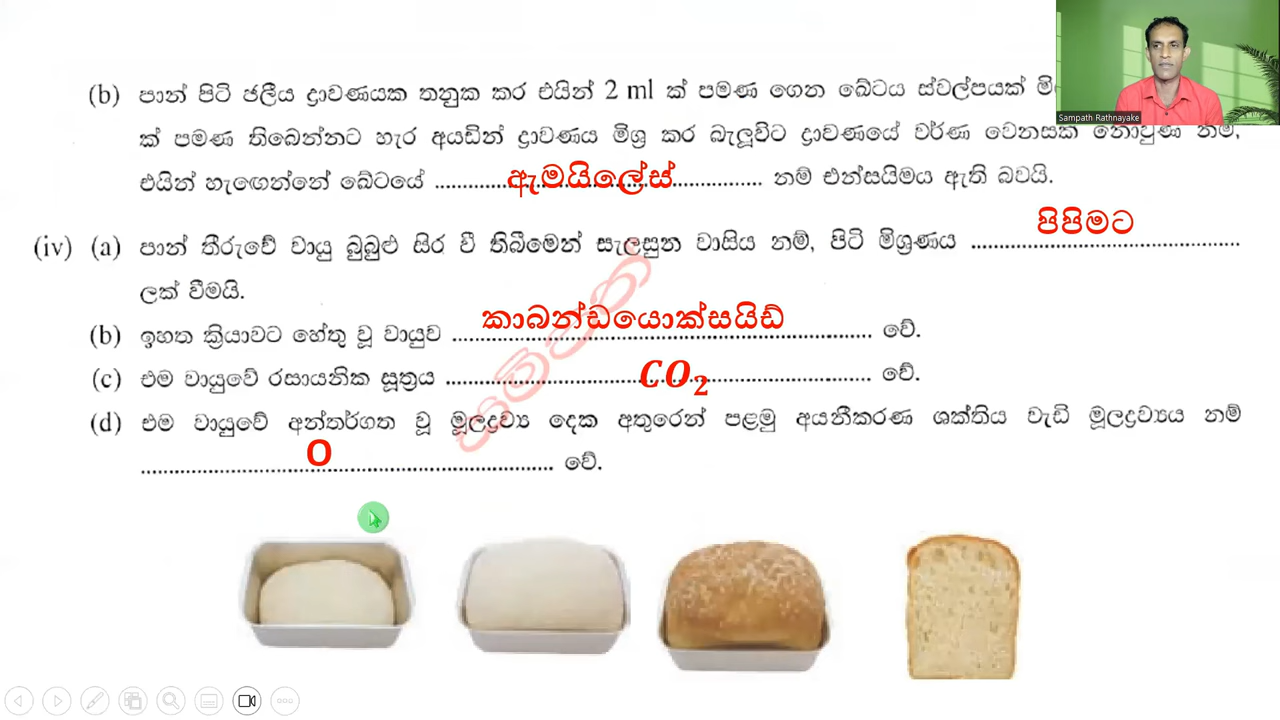 Sampath Rathnayake
(b) පාන් පිටි ජලීය ද්‍රාවණයක තනුක කර එයින් 2 ml ක් පමණ ගෙන ඛේටය ස්වල්පයක්
ක් පමණ තිබෙන්නට හැර අයඩින් ද්‍රාවණය මිශ්‍ර කර බැලූවිට ද්‍රාවණයේ වර්ණ වෙනසක් නොවුණි නම්,
එයින් හැඟෙන්නේ ඛේටයේ ........ ඇමයිලේස් ........ නම් එන්සයිමය ඇති බවයි.
(iv) (a) පාන් තීරුවේ වායු බුබුළු සිර වී තිබීමෙන් සැලසුන වාසිය නම්, පිටි මිශ්‍රණය ........ පිපිමට ........
ලක් වීමයි.
(b) ඉහත ක්‍රියාවට හේතු වූ වායුව ........ කාබන්ඩයොක්සයිඩ් ........ වේ.
(c) එම වායුවේ රසායනික සූත්‍රය ........ CO₂ ........ වේ.
(d) එම වායුවේ අන්තර්ගත වූ මූලද්‍රව්‍ය දෙක අතුරෙන් පළමු අයනීකරණ ශක්තිය වැඩි මූලද්‍රව්‍යය නම්
........ O ........ වේ.